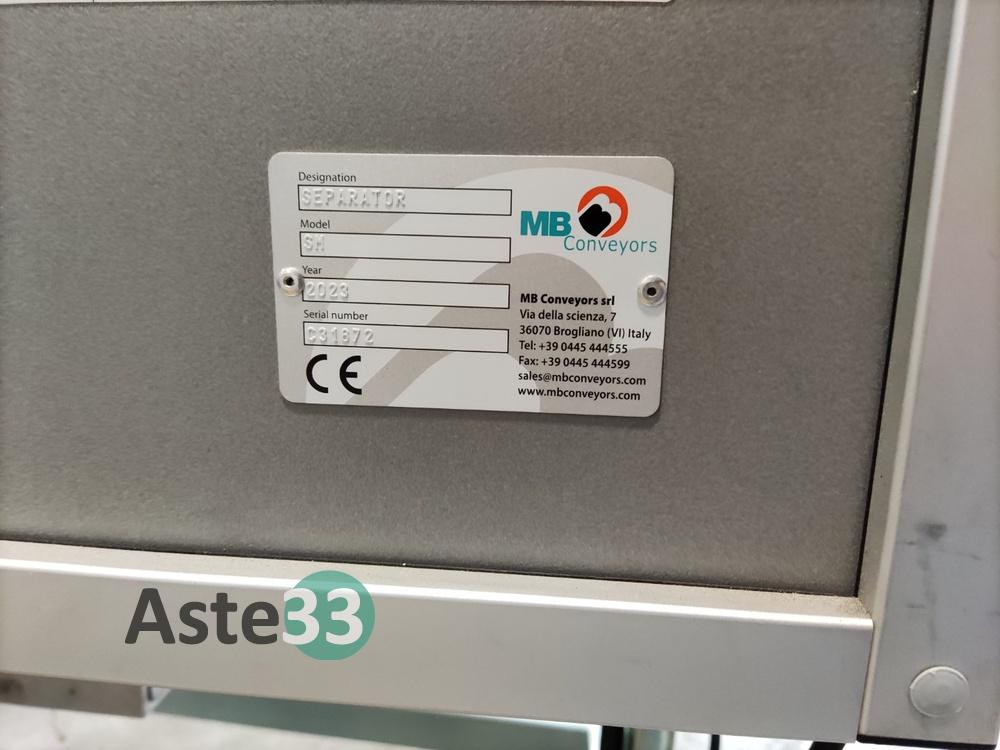 Designation
SEPARATOR
Model
SM
Year
2023
Serial number
C31872
CE
MB
Conveyors
MB Conveyors srl
Via della scienza, 7
36070 Brogliano (VI) Italy
Tel: +39 0445 444555
Fax: +39 0445 444599
sales@mbconveyors.com
www.mbconveyors.com
Aste33